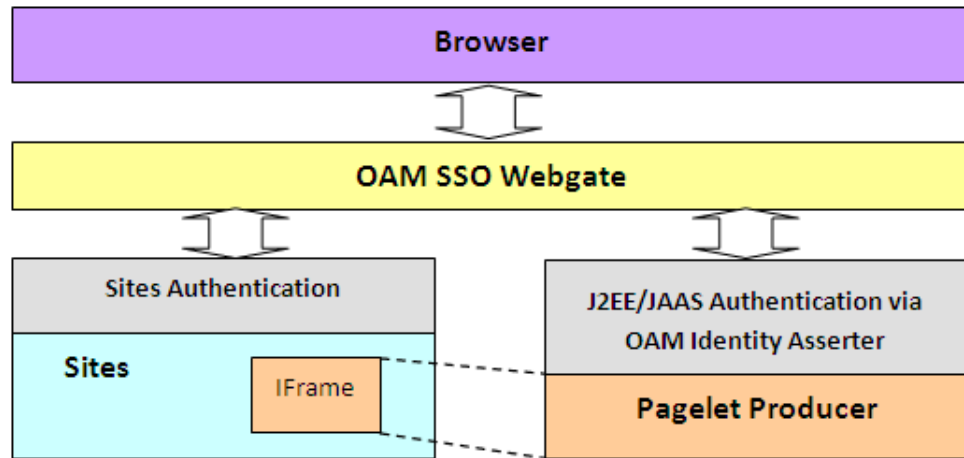 Browser
OAM SSO Webgate
Sites Authentication
Sites
IFrame
J2EE/JAAS Authentication via
OAM Identity Asserter
Pagelet Producer